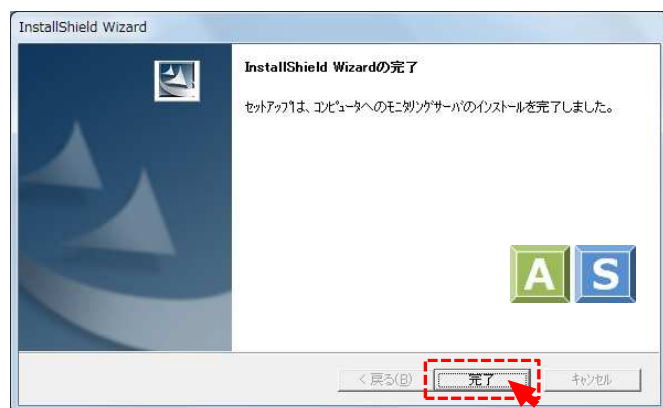 InstallShield Wizard
InstallShield Wizardの完了
セットアップは、コンピュータへのモニタリングサーバのインストールを完了しました。
A S
< 戻る(B)
完了
キャンセル